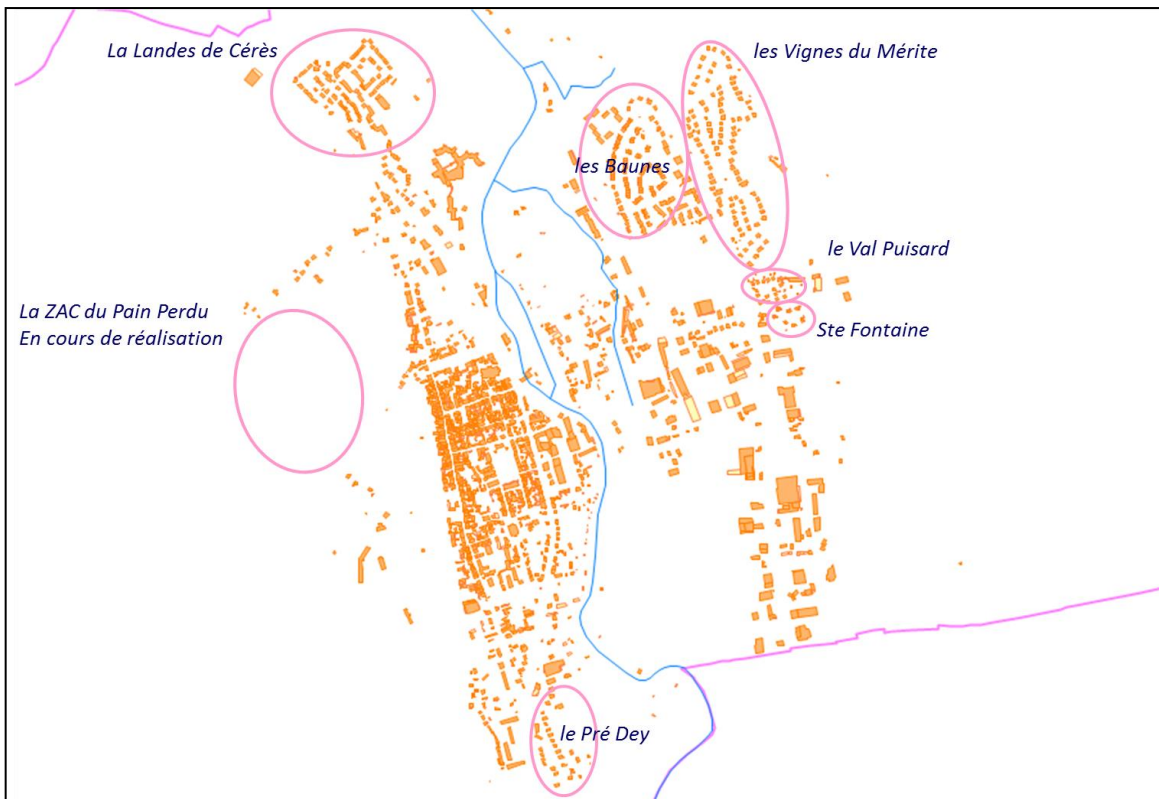 La Landes de Cérès
les Vignes du Mérite
les Baunes
le Val Puisard
La ZAC du Pain Perdu
En cours de réalisation
Ste Fontaine
le Pré Dey